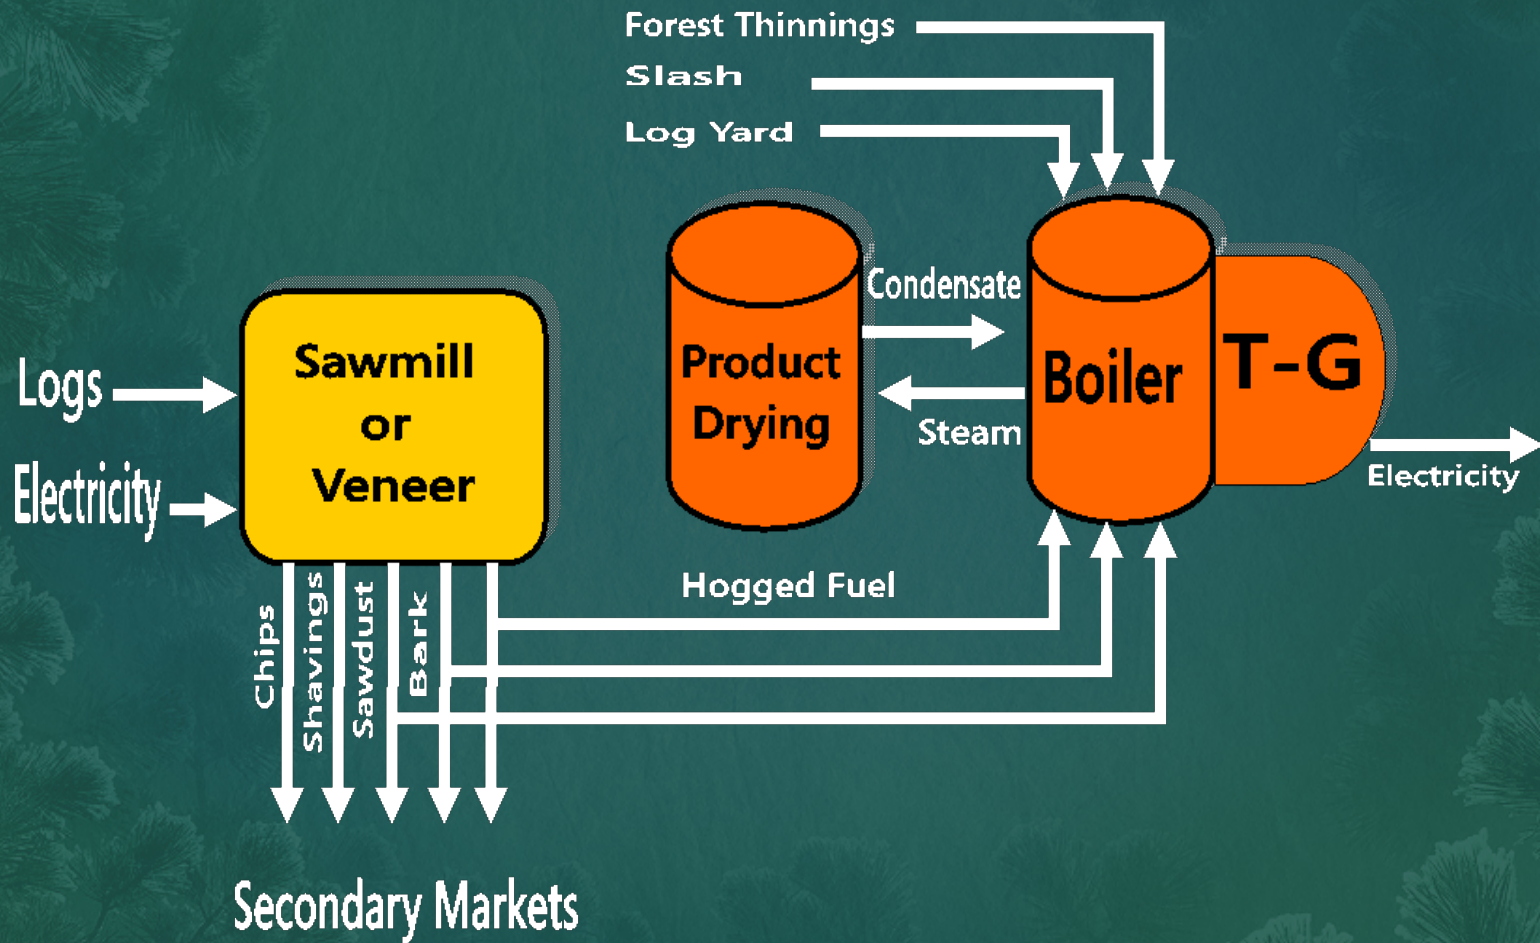 Forest Thinnings
Slash
Log Yard
Condensate
Steam
Product
Drying
Boiler
T-G
Electricity
Logs
Electricity
Sawmill
or
Veneer
Hogged Fuel
Chips
Shavings
Sawdust
Bark
Secondary Markets